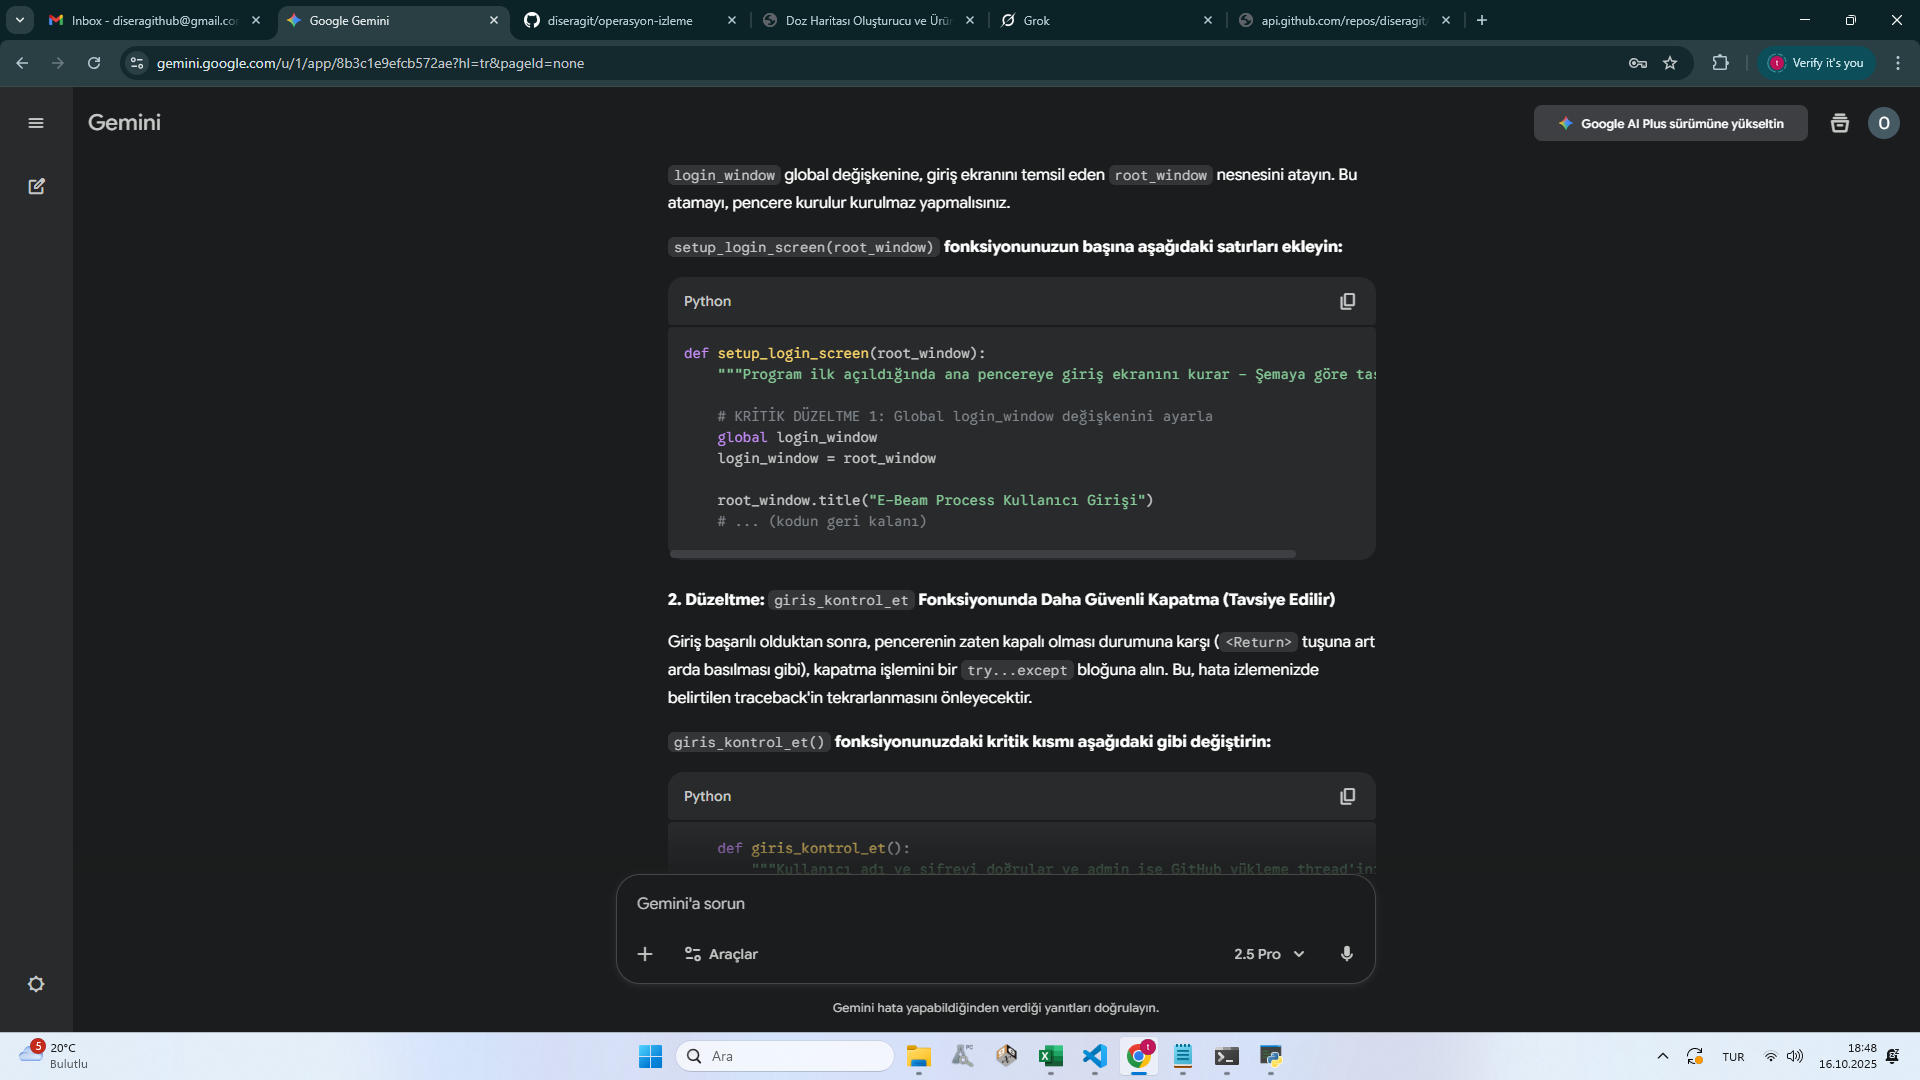 Inbox - diseragithub@gmail.co
Google Gemini
diseragit/operasyon-izleme
Doz Haritası Oluşturucu ve Ürün
Grok
api.github.com/repos/diseragit/
gemini.google.com/u/1/app/8b3c1e9efcb572ae?hl=tr&pageId=none
Verify it's you
Gemini
Google AI Plus sürümüne yükseltin
O
login_window global değişkenine, giriş ekranını temsil eden root_window nesnesini atayın. Bu
atamayı, pencere kurulur kurulmaz yapmalısınız.
setup_login_screen(root_window) fonksiyonunuzun başına aşağıdaki satırları ekleyin:
Python
def setup_login_screen(root_window):
"""Program ilk açıldığında ana pencereye giriş ekranını kurar - Şemaya göre tas
# KRİTİK DÜZELTME 1: Global login_window değişkenini ayarla
global login_window
login_window = root_window
root_window.title("E-Beam Process Kullanıcı Girişi")
# ... (kodun geri kalanı)
2. Düzeltme: giris_kontrol_et Fonksiyonunda Daha Güvenli Kapatma (Tavsiye Edilir)
Giriş başarılı olduktan sonra, pencerenin zaten kapalı olması durumuna karşı ( <Return> tuşuna art
arda basılması gibi), kapatma işlemini bir try...except bloğuna alın. Bu, hata izlemenizde
belirtilen traceback'in tekrarlanmasını önleyecektir.
giris_kontrol_et() fonksiyonunuzdaki kritik kısmı aşağıdaki gibi değiştirin:
Python
def giris_kontrol_et():
"""Kullanıcı adı ve şifreyi doğrular ve admin ise GitHub yükleme thread'in
Gemini'a sorun
Araçlar
2.5 Pro
Gemini hata yapabildiğinden verdiği yanıtları doğrulayın.
5
20°C
Bulutlu
Ara
t
TUR
18:48
16.10.2025